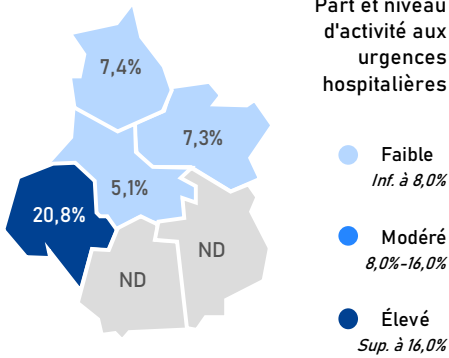 Part et niveau
d'activité aux
urgences
hospitalières
7,4%
7,3%
5,1%
20,8%
ND
ND
Faible
Inf. à 8,0%
Modéré
8,0%-16,0%
Élevé
Sup. à 16,0%